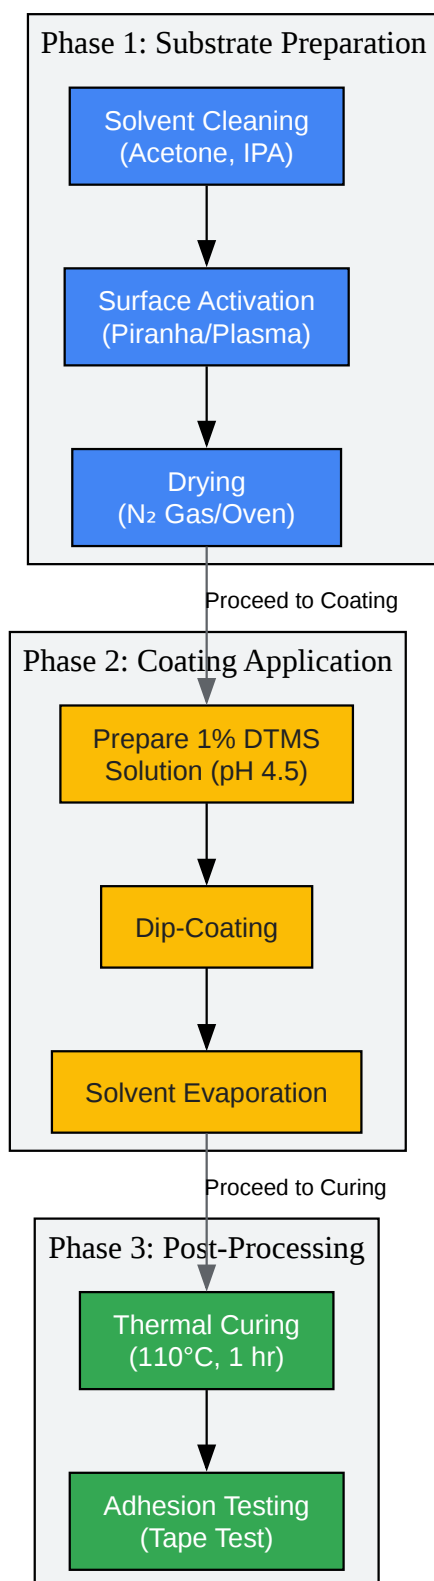 Phase 1: Substrate Preparation
Solvent Cleaning
(Acetone, IPA)
Surface Activation
(Piranha/Plasma)
Drying
(N₂ Gas/Oven)
Proceed to Coating
Phase 2: Coating Application
Prepare 1% DTMS
Solution (pH 4.5)
Dip-Coating
Solvent Evaporation
Proceed to Curing
Phase 3: Post-Processing
Thermal Curing
(110°C, 1 hr)
Adhesion Testing
(Tape Test)